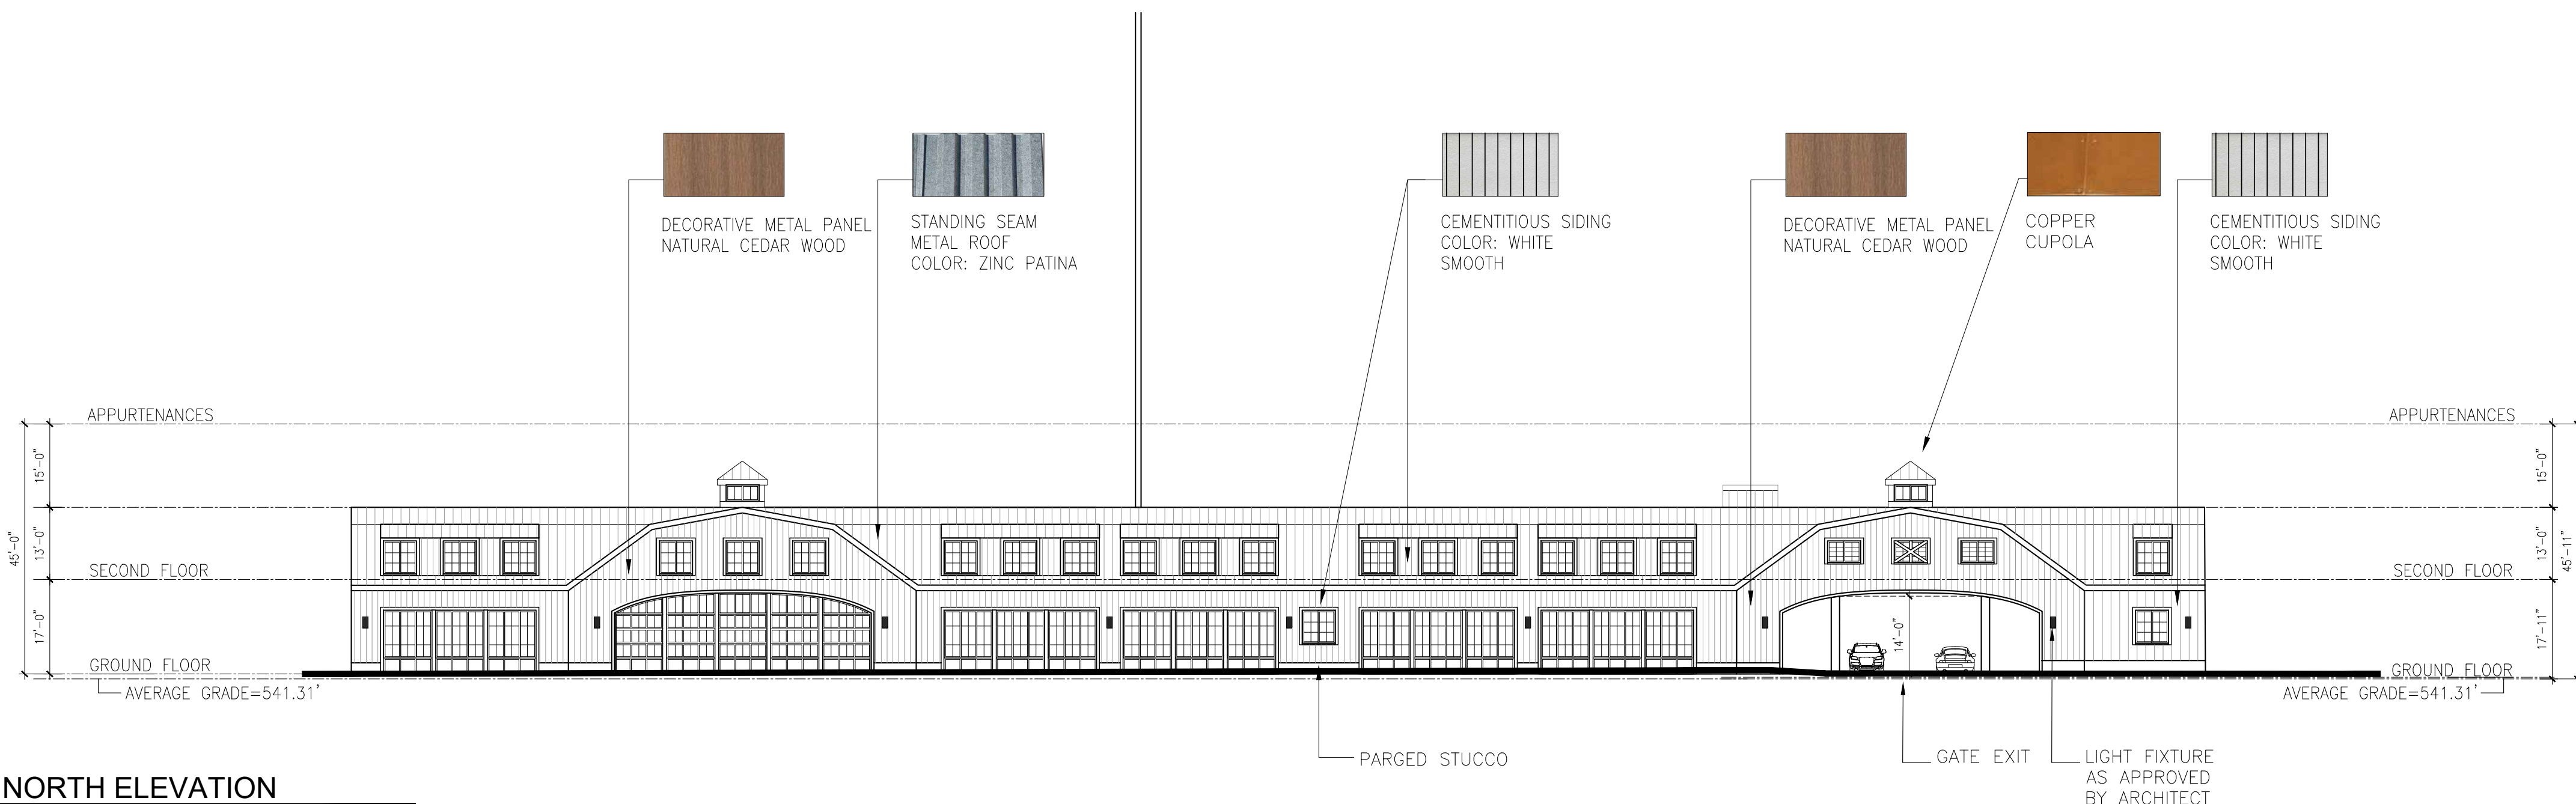 DECORATIVE METAL PANEL
NATURAL CEDAR WOOD
STANDING SEAM
METAL ROOF
COLOR: ZINC PATINA
CEMENTITIOUS SIDING
COLOR: WHITE
SMOOTH
DECORATIVE METAL PANEL
NATURAL CEDAR WOOD
COPPER
CUPOLA
CEMENTITIOUS SIDING
COLOR: WHITE
SMOOTH
APPURTENANCES
APPURTENANCES
15'-0"
15'-0"
45'-0"
13'-0"
13'-0"
45'-11"
SECOND FLOOR
SECOND FLOOR
17'-0"
14'-0"
17'-11"
GROUND FLOOR
GROUND FLOOR
AVERAGE GRADE=541.31'
AVERAGE GRADE=541.31'
PARGED STUCCO
GATE EXIT
LIGHT FIXTURE
AS APPROVED
BY ARCHITECT
NORTH ELEVATION